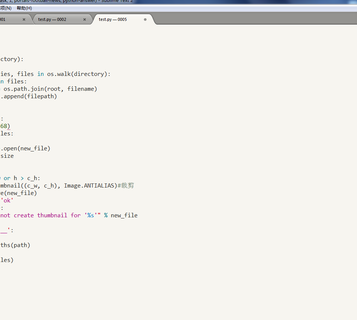 项(N) 帮助(H)
001 × test.py — 0002 × test.py — 0003 ×
ctory):
ies, files in os.walk(directory):
n files:
os.path.join(root, filename)
.append(filepath)
:
68)
les:
.open(new_file)
size
w or h > c_h:
mbnail((c_w, c_h), Image.ANTIALIAS)#裁剪
e(new_file)
'ok'
:
not create thumbnail for '%s'" % new_file
__':
ths(path)
les)